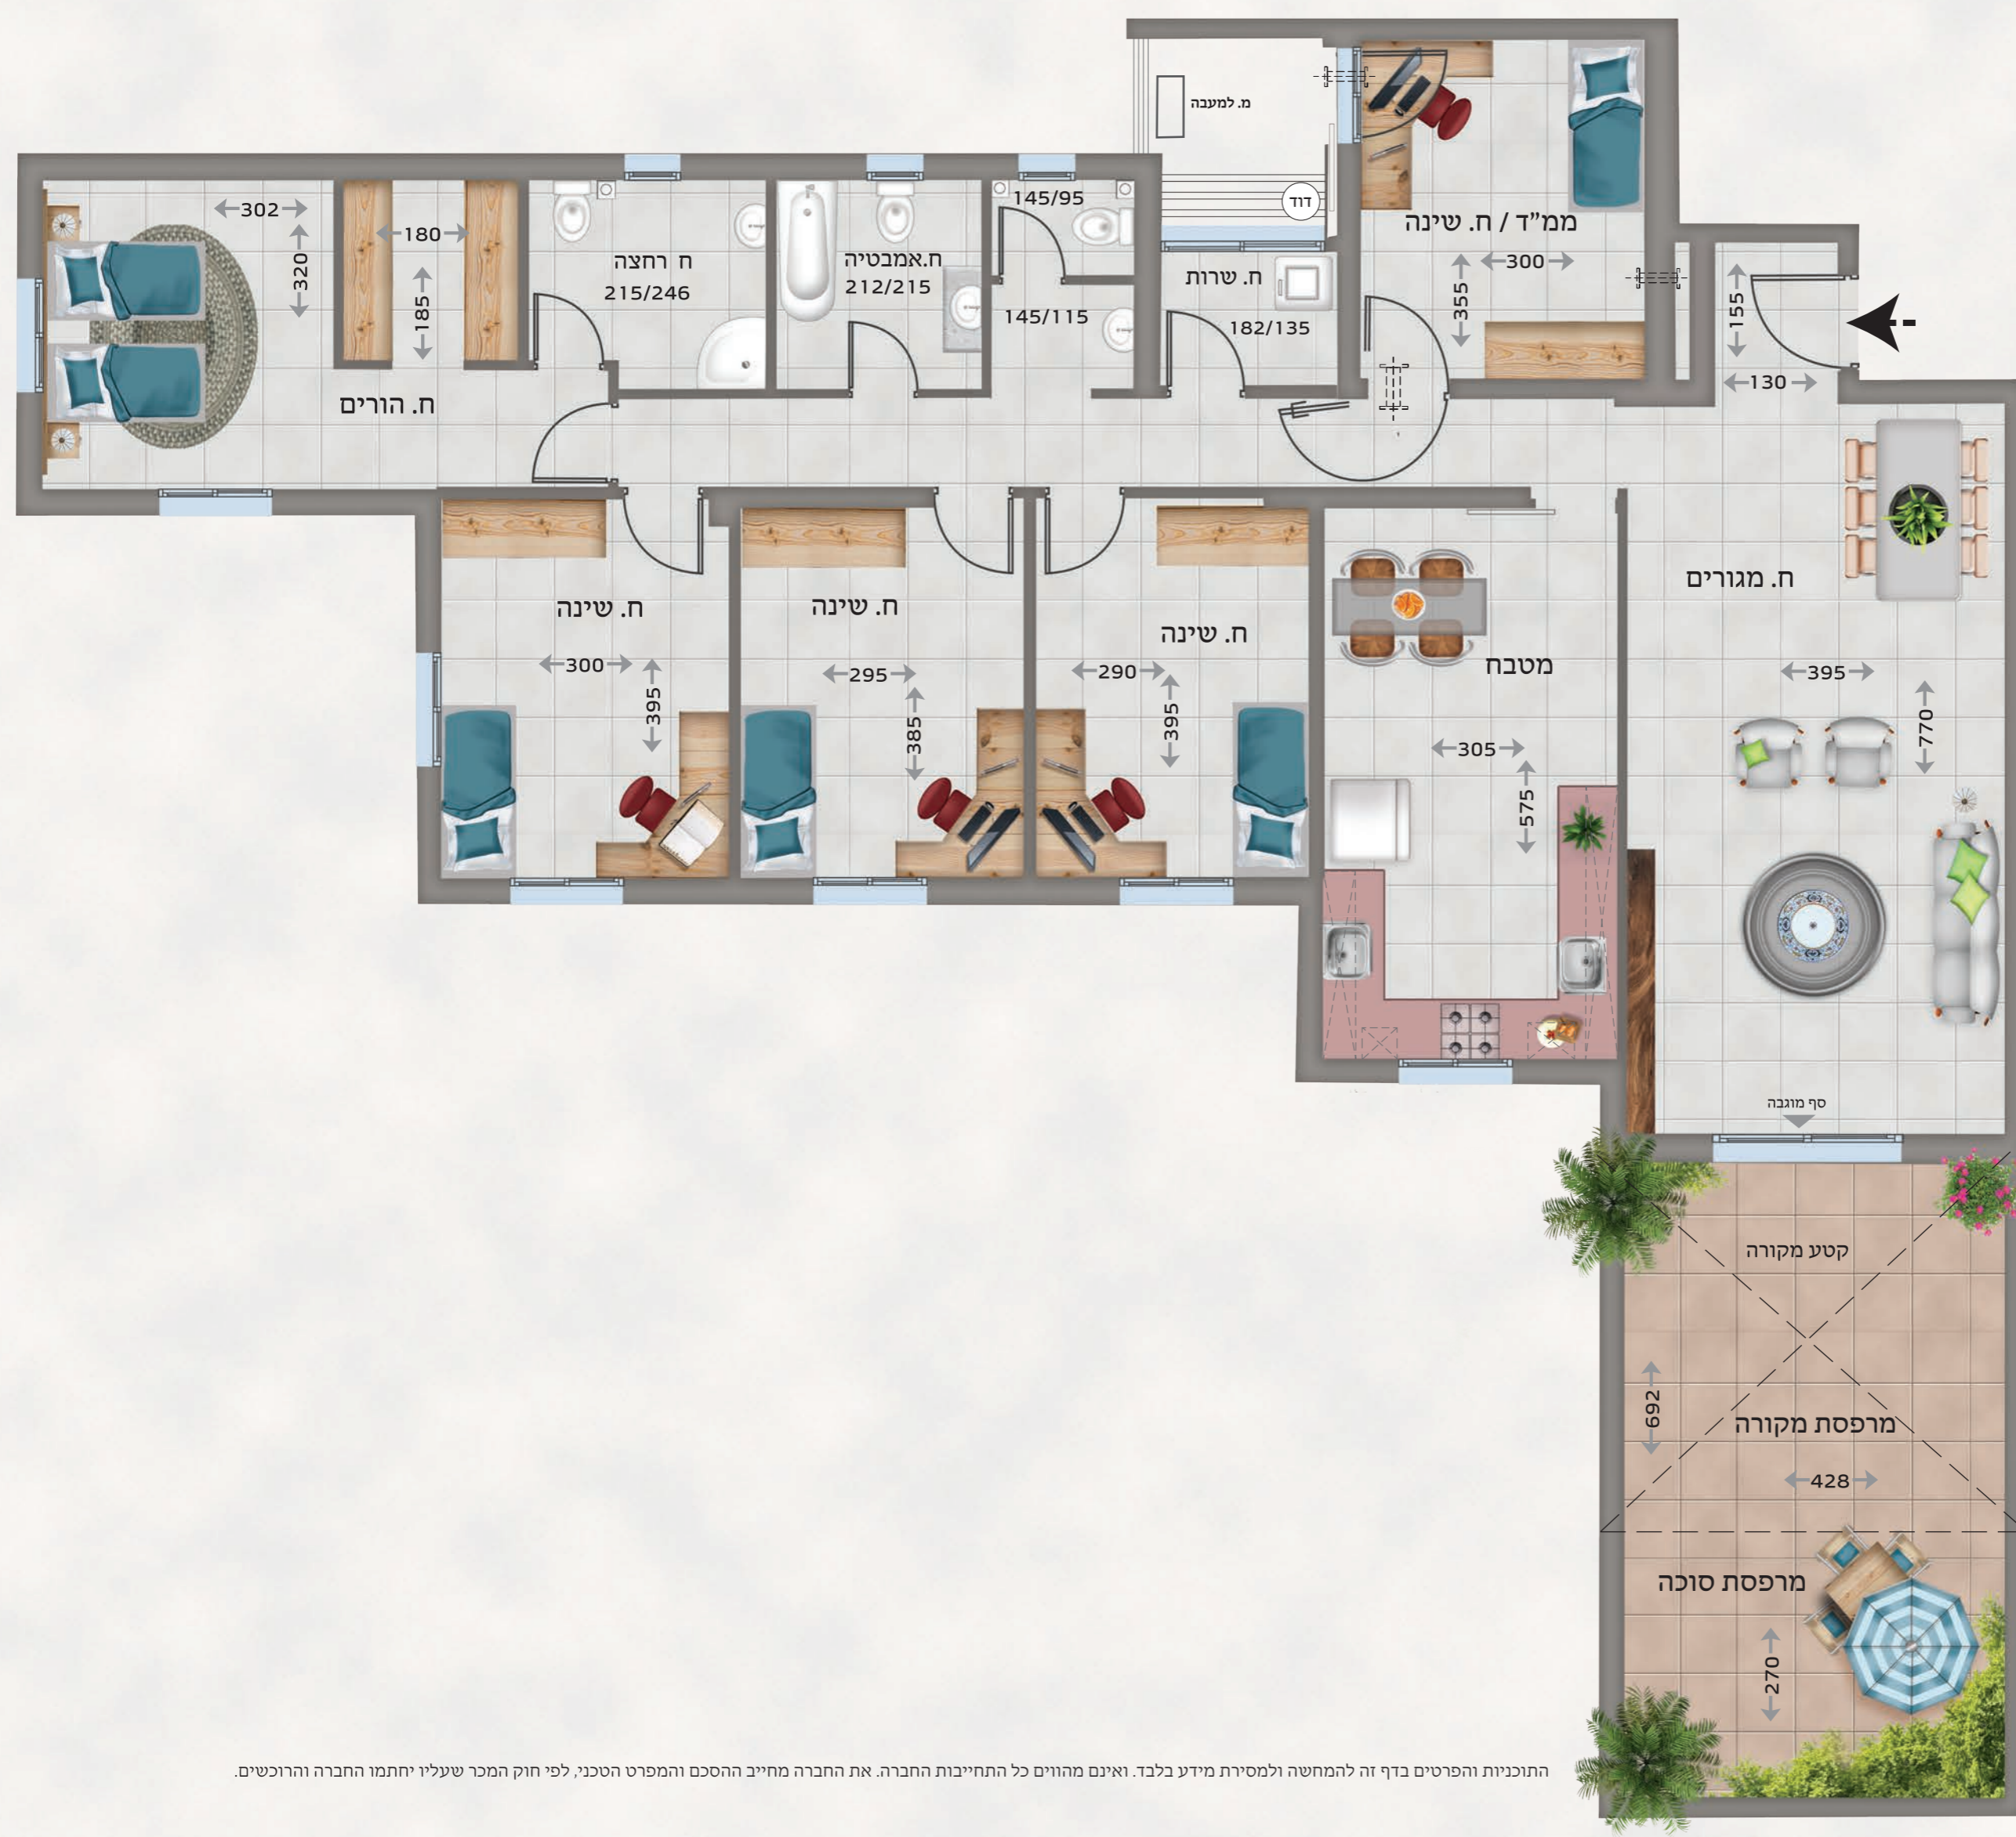 מ. למעבה
דוד
ממ"ד / ח. שינה
300
355
155
130
145/95
145/115
ח. שרות
182/135
ח.אמבטיה
212/215
ח רחצה
215/246
180
185
302
320
ח. הורים
ח. מגורים
395
770
סף מוגבה
מטבח
305
575
ח. שינה
290
395
ח. שינה
295
385
ח. שינה
300
395
קטע מקורה
מרפסת מקורה
692
428
מרפסת סוכה
270
התוכניות והפרטים בדף זה להמחשה ולמסירת מידע בלבד. ואינם מהווים כל התחייבות החברה. את החברה מחייב ההסכם והמפרט הטכני, לפי חוק המכר שעליו יחתמו החברה והרוכשים.